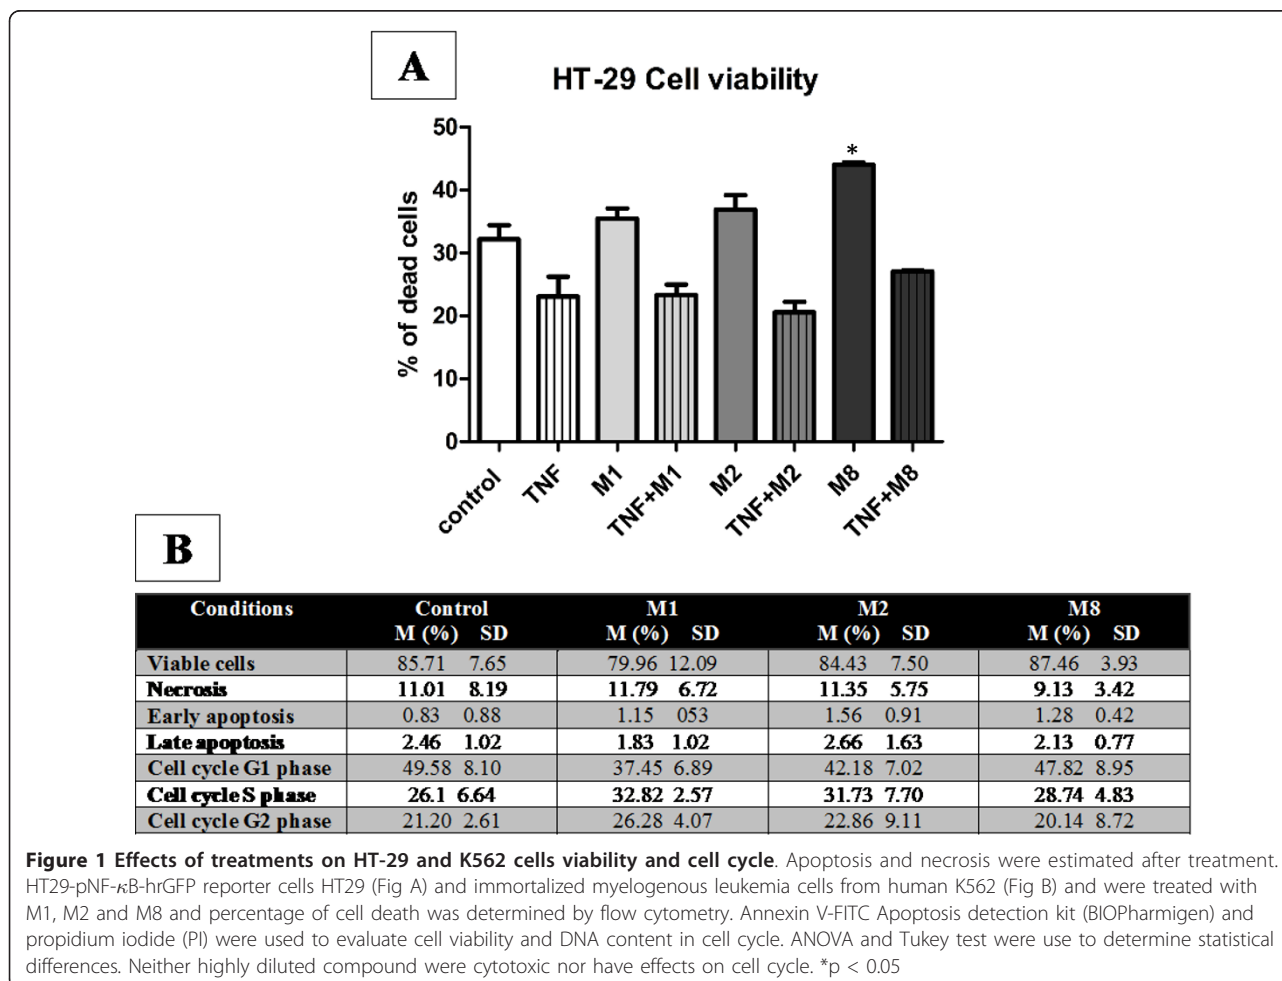 A
HT-29 Cell viability
% of dead cells
50
40
30
20
10
0
*
control
TNF
M1
TNF+M1
M2
TNF+M2
M8
TNF+M8
B
Conditions Control M1 M2 M8
M (%) SD M (%) SD M (%) SD M (%) SD
Viable cells 85.71 7.65 79.96 12.09 84.43 7.50 87.46 3.93
Necrosis 11.01 8.19 11.79 6.72 11.35 5.75 9.13 3.42
Early apoptosis 0.83 0.88 1.15 053 1.56 0.91 1.28 0.42
Late apoptosis 2.46 1.02 1.83 1.02 2.66 1.63 2.13 0.77
Cell cycle G1 phase 49.58 8.10 37.45 6.89 42.18 7.02 47.82 8.95
Cell cycle S phase 26.1 6.64 32.82 2.57 31.73 7.70 28.74 4.83
Cell cycle G2 phase 21.20 2.61 26.28 4.07 22.86 9.11 20.14 8.72
Figure 1 Effects of treatments on HT-29 and K562 cells viability and cell cycle. Apoptosis and necrosis were estimated after treatment.
HT29-pNF-κB-hrGFP reporter cells HT29 (Fig A) and immortalized myelogenous leukemia cells from human K562 (Fig B) and were treated with
M1, M2 and M8 and percentage of cell death was determined by flow cytometry. Annexin V-FITC Apoptosis detection kit (BIOPharmigen) and
propidium iodide (PI) were used to evaluate cell viability and DNA content in cell cycle. ANOVA and Tukey test were use to determine statistical
differences. Neither highly diluted compound were cytotoxic nor have effects on cell cycle. *p < 0.05